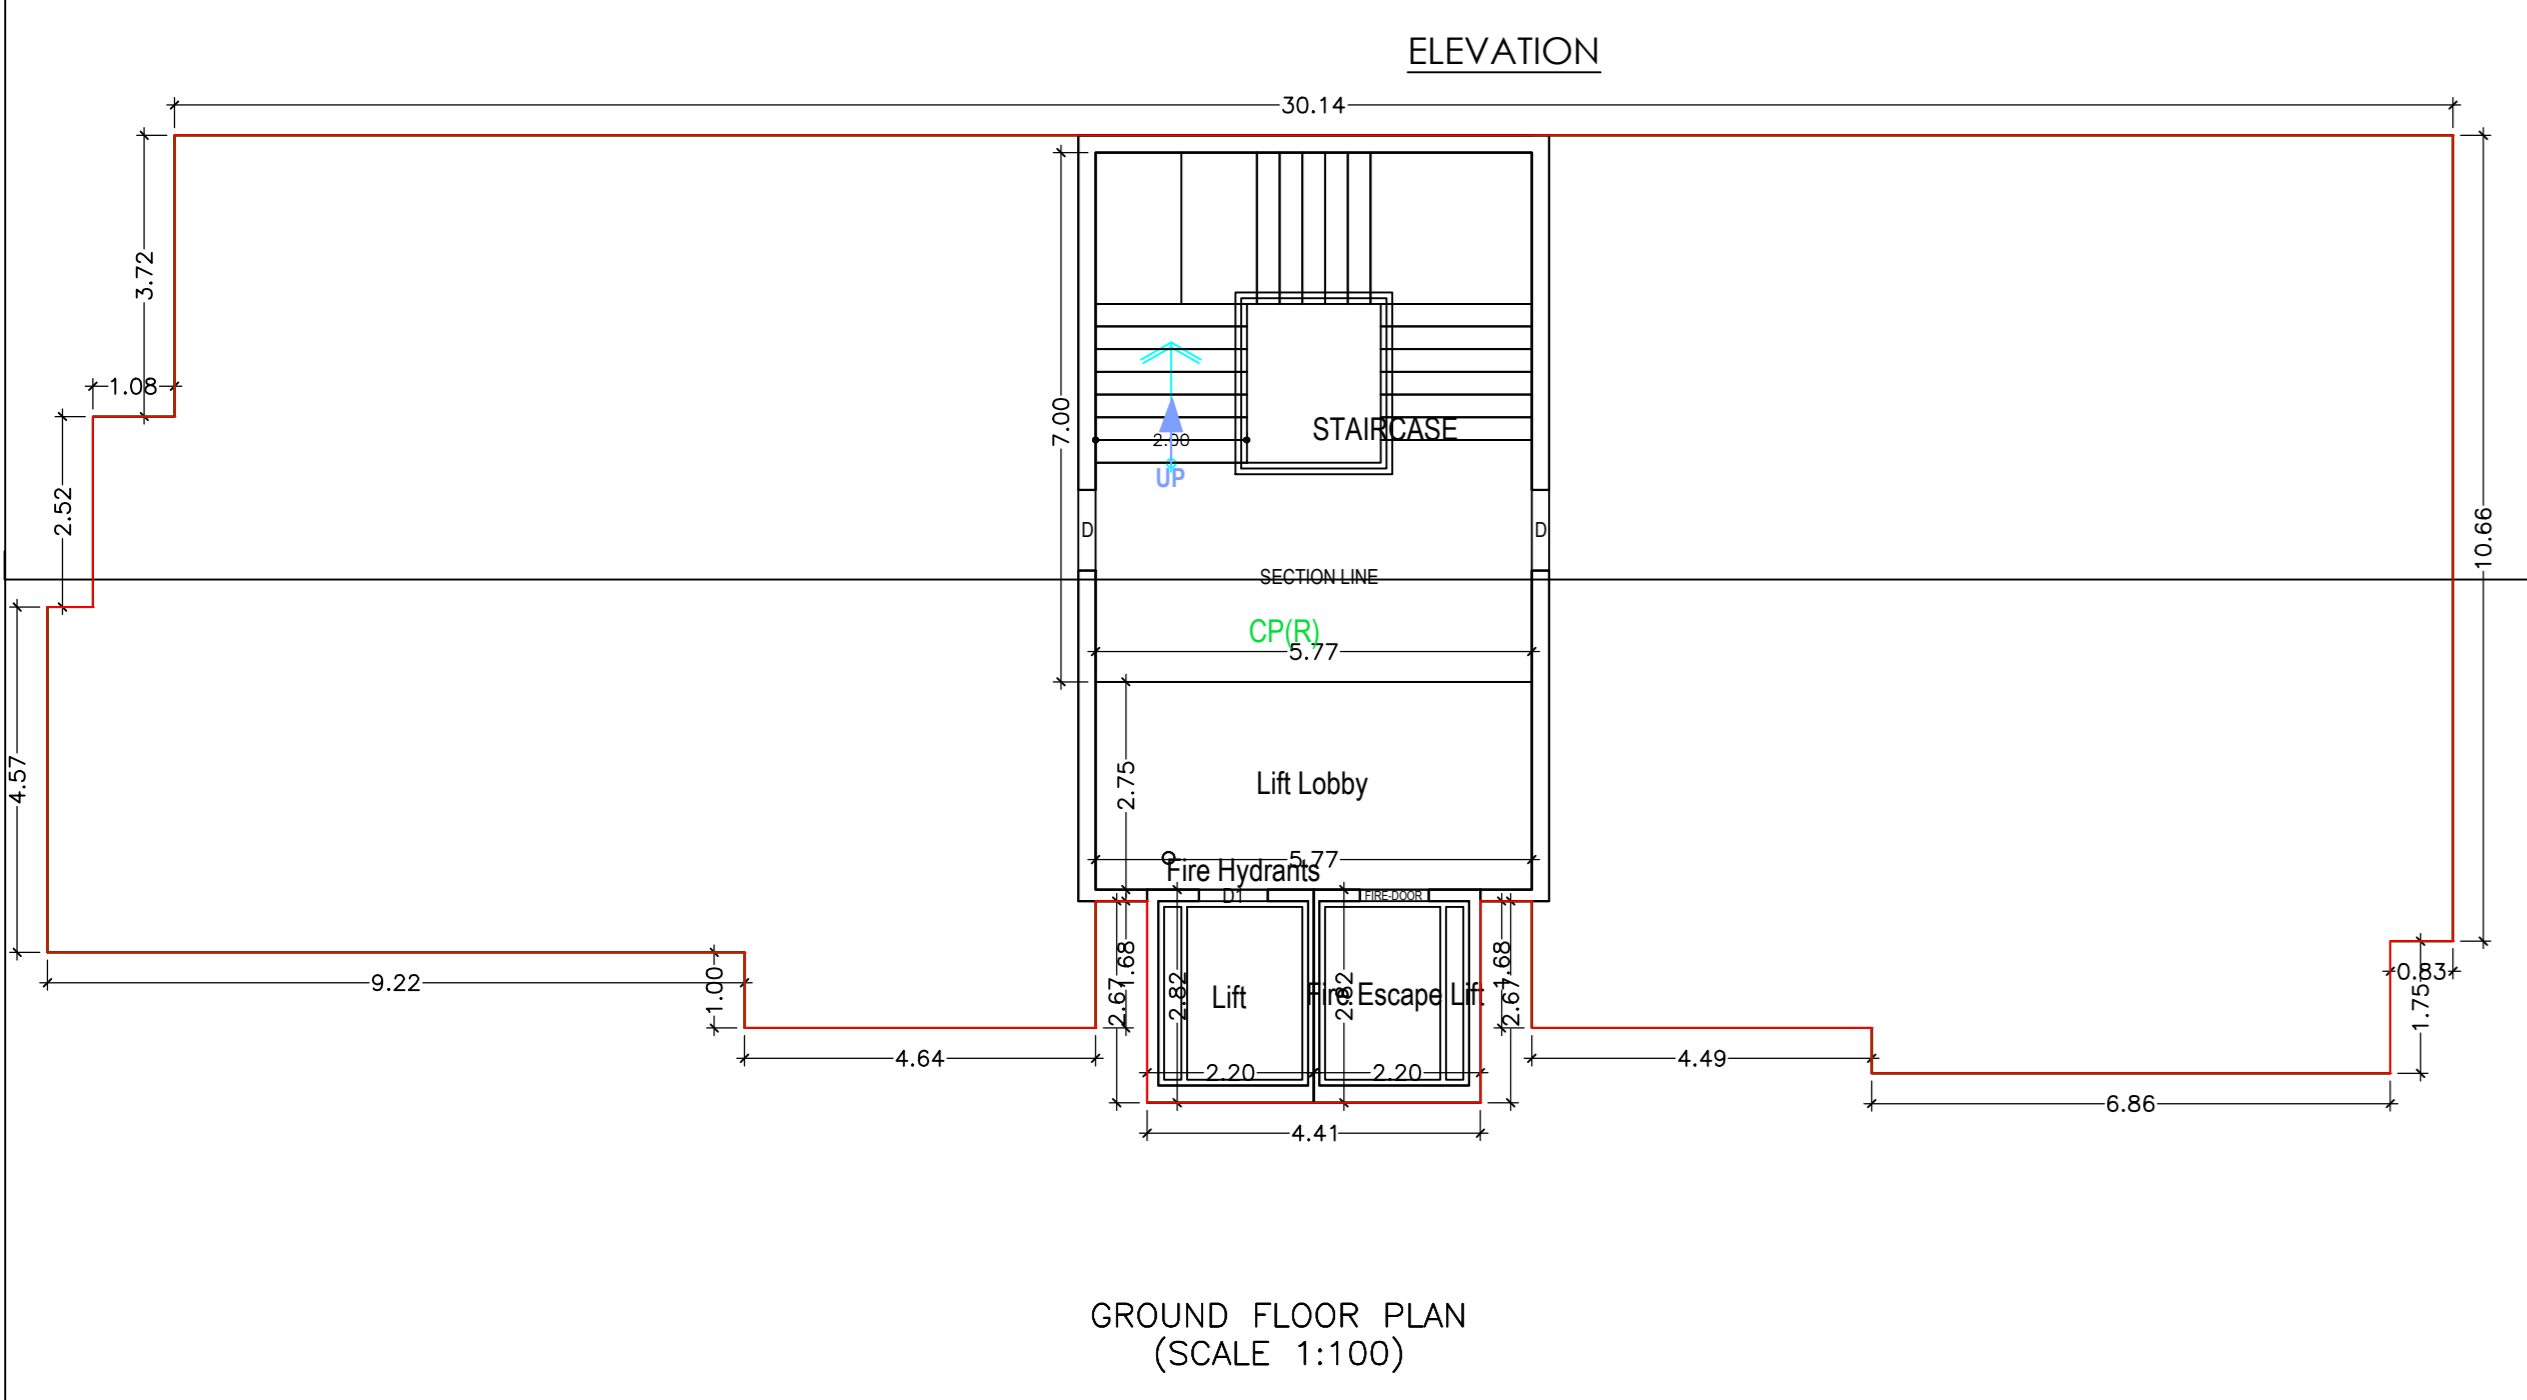 ELEVATION
30.14
3.72
1.08
7.00
STAIRCASE
2.00
UP
2.52
D
D
10.66
SECTION LINE
CP(R)
5.77
4.57
2.75
Lift Lobby
5.77
Fire Hydrants
D1
FIRE-DOOR
9.22
1.00
2.67
1.68
2.82
Lift
2.82
Fire Escape Lift
1.68
2.67
0.83
1.75
4.64
2.20
2.20
4.49
4.41
6.86
GROUND FLOOR PLAN
(SCALE 1:100)